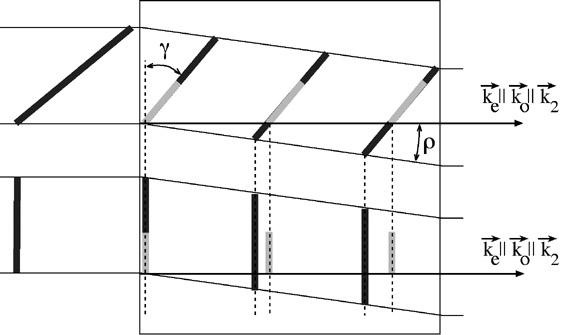 γ
k⃗e || k⃗o || k⃗2
ρ
k⃗e || k⃗o || k⃗2